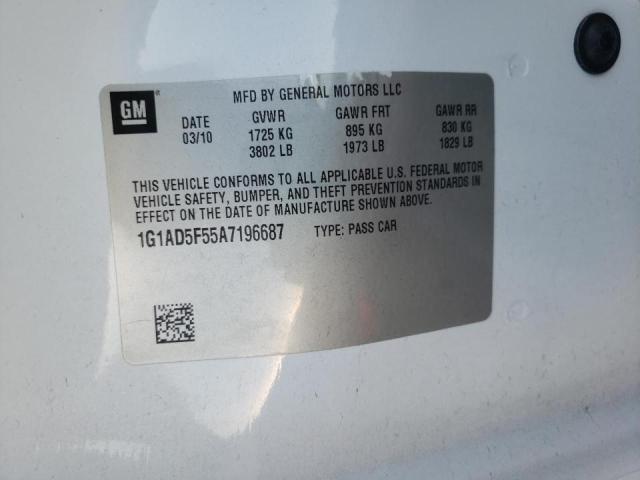 GM
MFD BY GENERAL MOTORS LLC
DATE GVWR GAWR FRT GAWR RR
03/10 1725 KG 895 KG 830 KG
3802 LB 1973 LB 1829 LB
THIS VEHICLE CONFORMS TO ALL APPLICABLE U.S. FEDERAL MOTOR
VEHICLE SAFETY, BUMPER, AND THEFT PREVENTION STANDARDS IN
EFFECT ON THE DATE OF MANUFACTURE SHOWN ABOVE.
1G1AD5F55A7196687 TYPE: PASS CAR